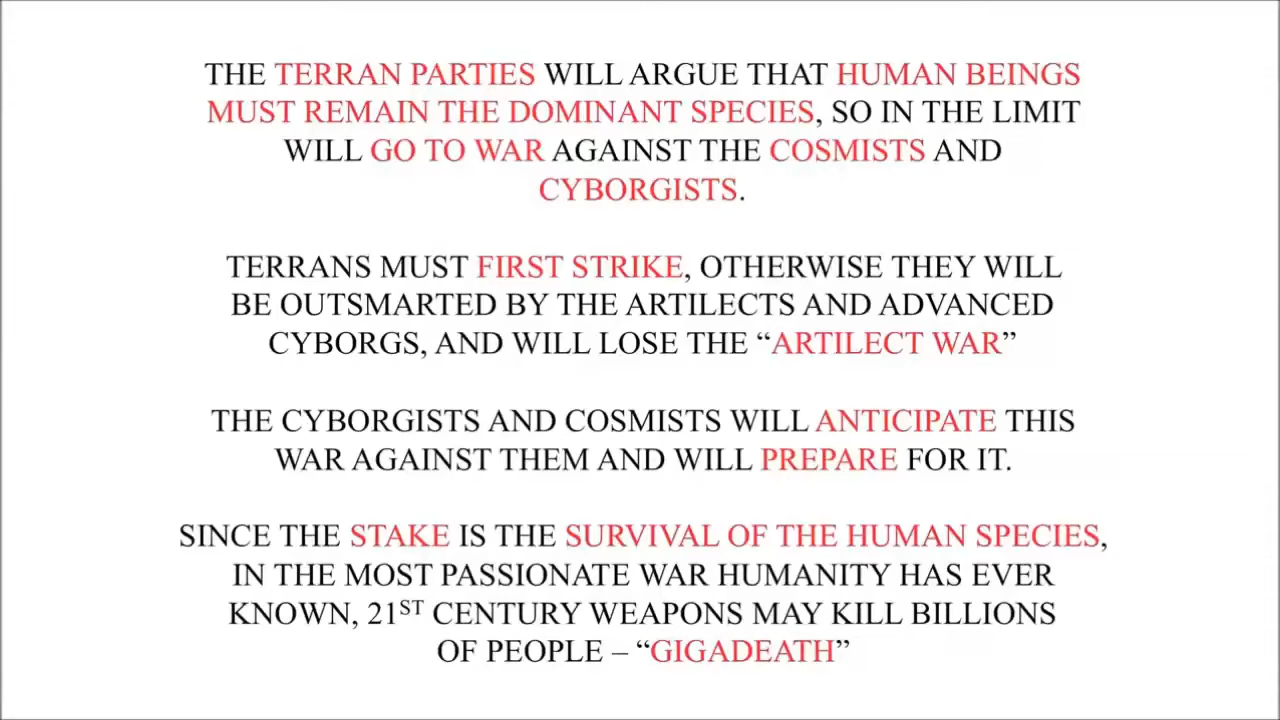 THE TERRAN PARTIES WILL ARGUE THAT HUMAN BEINGS
MUST REMAIN THE DOMINANT SPECIES, SO IN THE LIMIT
WILL GO TO WAR AGAINST THE COSMISTS AND
CYBORGISTS.
TERRANS MUST FIRST STRIKE, OTHERWISE THEY WILL
BE OUTSMARTED BY THE ARTILECTS AND ADVANCED
CYBORGS, AND WILL LOSE THE “ARTILECT WAR”
THE CYBORGISTS AND COSMISTS WILL ANTICIPATE THIS
WAR AGAINST THEM AND WILL PREPARE FOR IT.
SINCE THE STAKE IS THE SURVIVAL OF THE HUMAN SPECIES,
IN THE MOST PASSIONATE WAR HUMANITY HAS EVER
KNOWN, 21ST CENTURY WEAPONS MAY KILL BILLIONS
OF PEOPLE – “GIGADEATH”